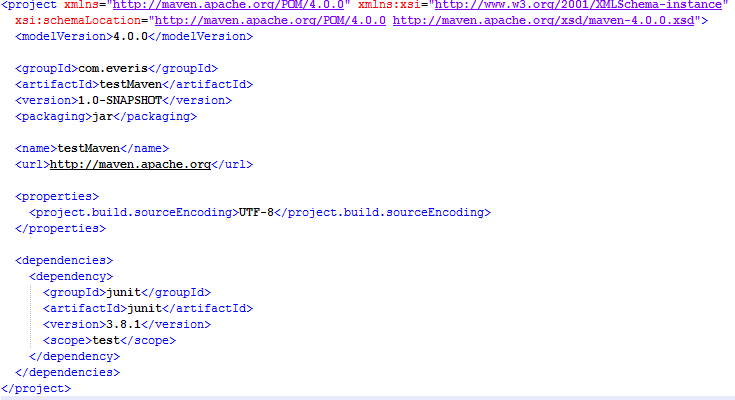 <project xmlns="http://maven.apache.org/POM/4.0.0" xmlns:xsi="http://www.w3.org/2001/XMLSchema-instance"
xsi:schemaLocation="http://maven.apache.org/POM/4.0.0 http://maven.apache.org/xsd/maven-4.0.0.xsd">
<modelVersion>4.0.0</modelVersion>
<groupId>com.everis</groupId>
<artifactId>testMaven</artifactId>
<version>1.0-SNAPSHOT</version>
<packaging>jar</packaging>
<name>testMaven</name>
<url>http://maven.apache.org</url>
<properties>
<project.build.sourceEncoding>UTF-8</project.build.sourceEncoding>
</properties>
<dependencies>
<dependency>
<groupId>junit</groupId>
<artifactId>junit</artifactId>
<version>3.8.1</version>
<scope>test</scope>
</dependency>
</dependencies>
</project>